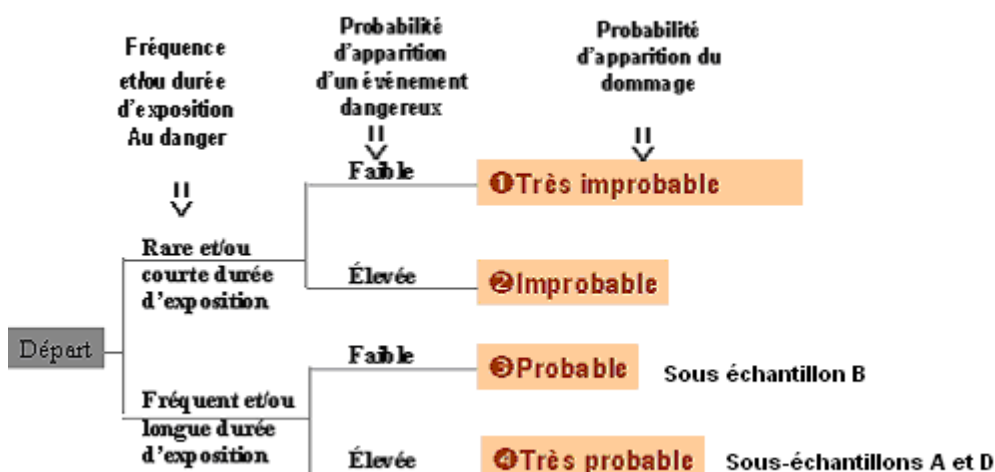 Fréquence
et/ou durée
d'exposition
Au danger
Probabilité
d'apparition
d'un événement
dangereux
Probabilité
d'apparition du
dommage
Faible
❶Très improbable
Rare et/ou
courte durée
d'exposition
Élevée
❷Improbable
Départ
Faible
❸Probable
Sous échantillon B
Fréquent et/ou
longue durée
d'exposition
Élevée
❹Très probable
Sous-échantillons A et D